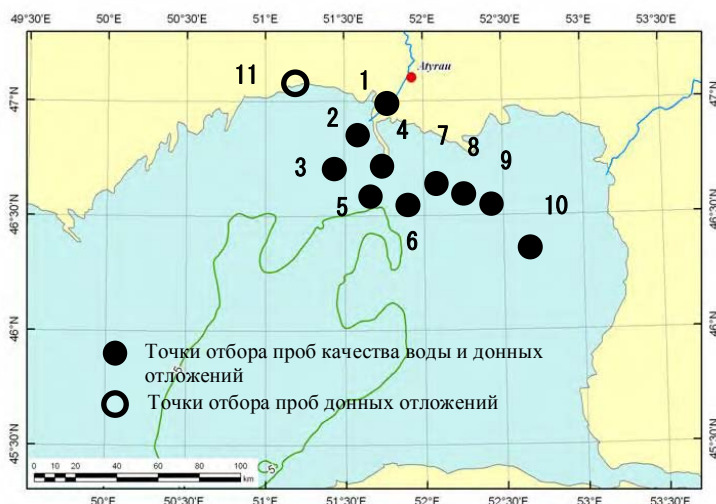 49°30'E 50°E 50°30'E 51°E 51°30'E 52°E 52°30'E 53°E 53°30'E
Atyrau
11
1
47°N
47°N
2
4
7
8
9
3
5
6
10
46°30'N
46°30'N
46°N
46°N
Точки отбора проб качества воды и донных
отложений
Точки отбора проб донных отложений
5
5
45°30'N
45°30'N
0 10 20 40 60 80 100
km
50°E 50°30'E 51°E 51°30'E 52°E 52°30'E 53°E